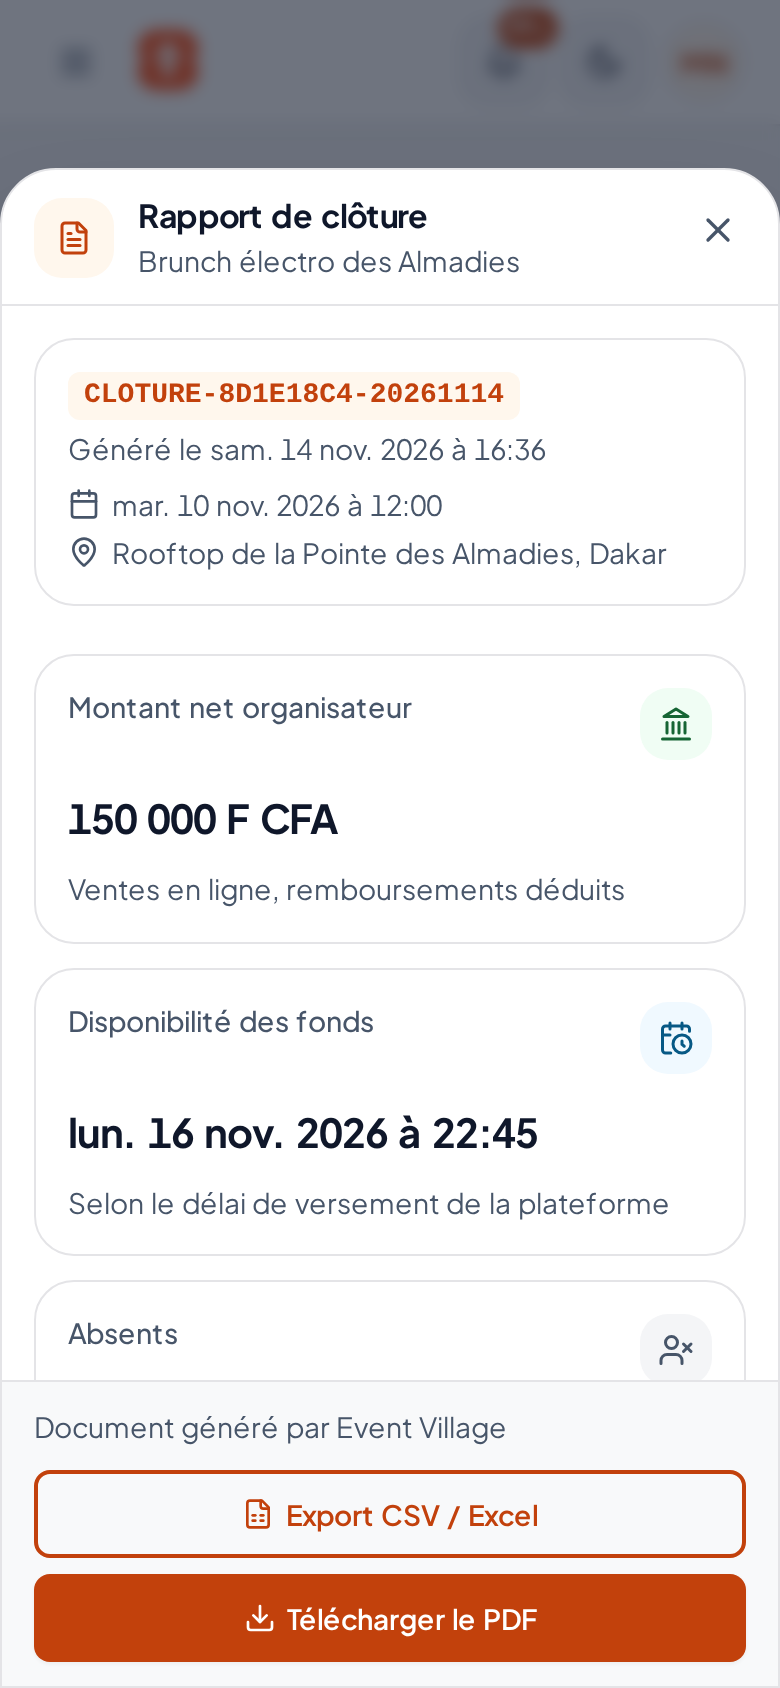 Rapport de clôture
Brunch électro des Almadies
CLOTURE-8D1E18C4-20261114
Généré le sam. 14 nov. 2026 à 16:36
mar. 10 nov. 2026 à 12:00
Rooftop de la Pointe des Almadies, Dakar
Montant net organisateur
150 000 F CFA
Ventes en ligne, remboursements déduits
Disponibilité des fonds
lun. 16 nov. 2026 à 22:45
Selon le délai de versement de la plateforme
Absents
Document généré par Event Village
Export CSV / Excel
Télécharger le PDF